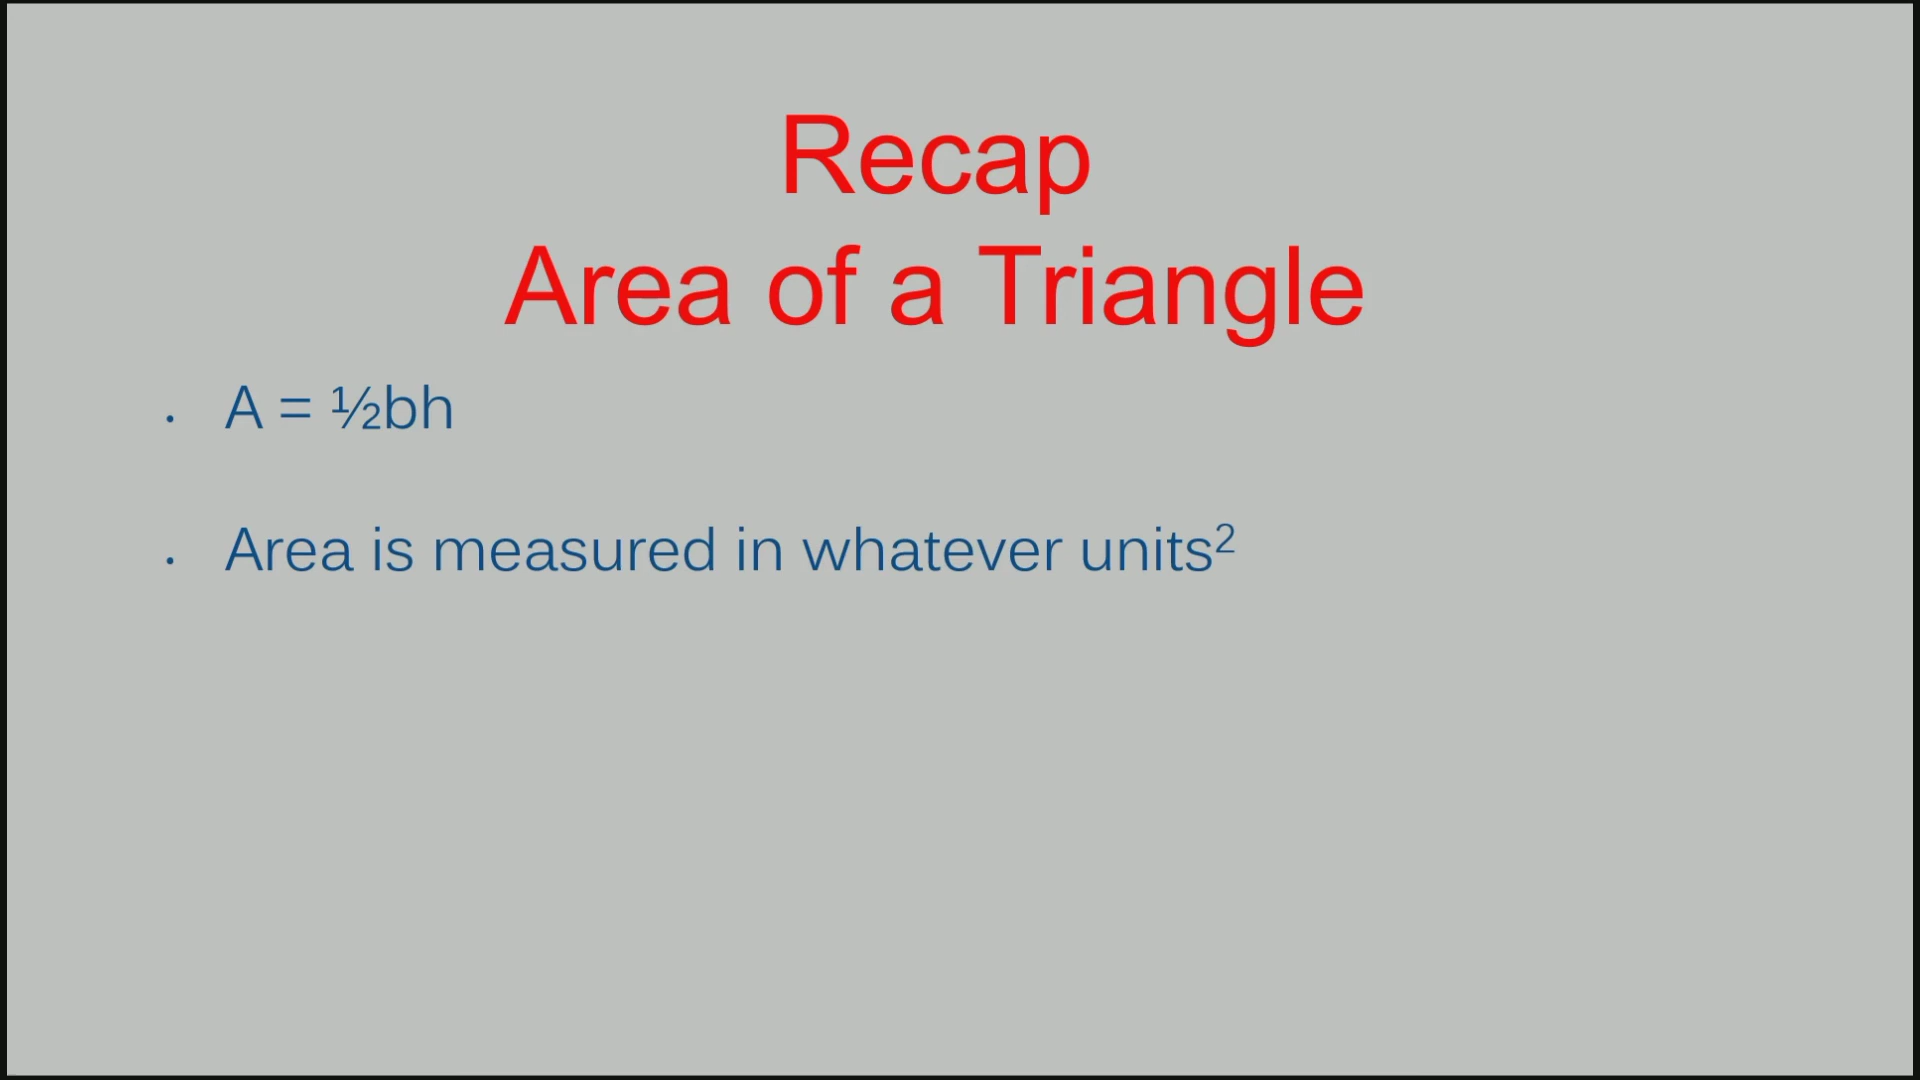 Recap
Area of a Triangle
• A = ½bh
• Area is measured in whatever units²